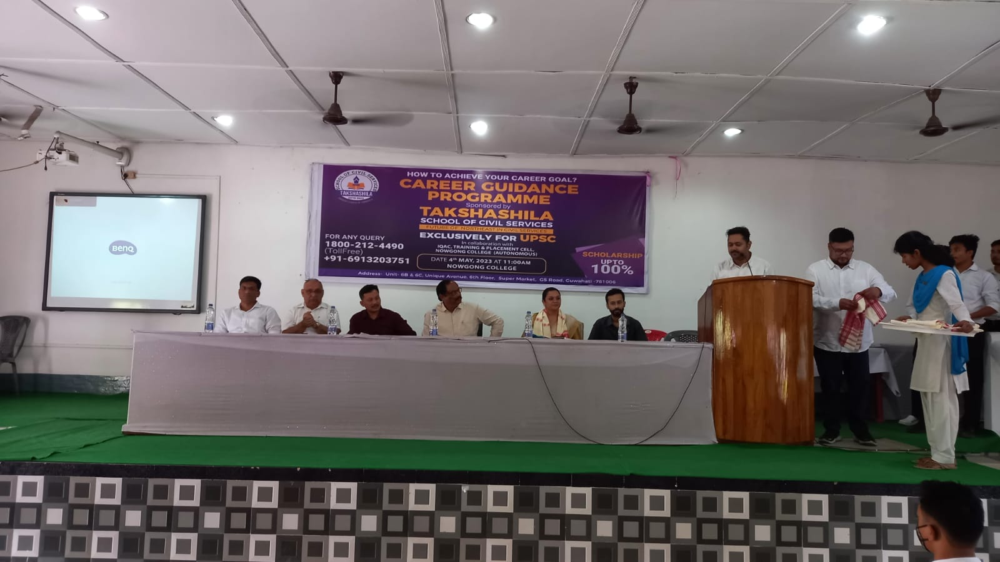 HOW TO ACHIEVE YOUR CAREER GOAL?
CAREER GUIDANCE
PROGRAMME
Sponsored by
TAKSHASHILA
SCHOOL OF CIVIL SERVICES
FUTURE OF NORTHEAST IN CIVIL SERVICES
EXCLUSIVELY FOR UPSC
In collaboration with
IQAC, TRAINING & PLACEMENT CELL,
NOWGONG COLLEGE (AUTONOMOUS)
DATE 4th MAY, 2023 AT 11:00AM
NOWGONG COLLEGE
SCHOOL OF CIVIL SERVICES
TAKSHASHILA
FOR ANY QUERY
1800-212-4490
(TollFree)
+91-6913203751
SCHOLARSHIP
UPTO
100%
Address- Unit- 6B & 6C, Unique Avenue, 6th Floor, Super Market, GS Road, Guwahati -781006
BenQ